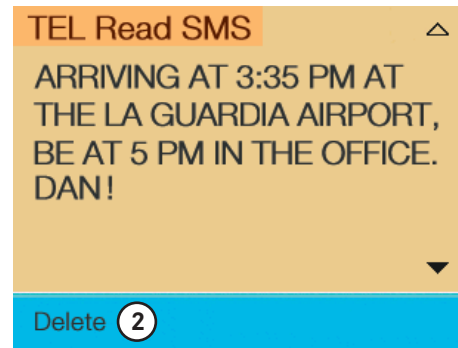 TEL Read SMS
ARRIVING AT 3:35 PM AT
THE LA GUARDIA AIRPORT,
BE AT 5 PM IN THE OFFICE.
DAN!
Delete 2